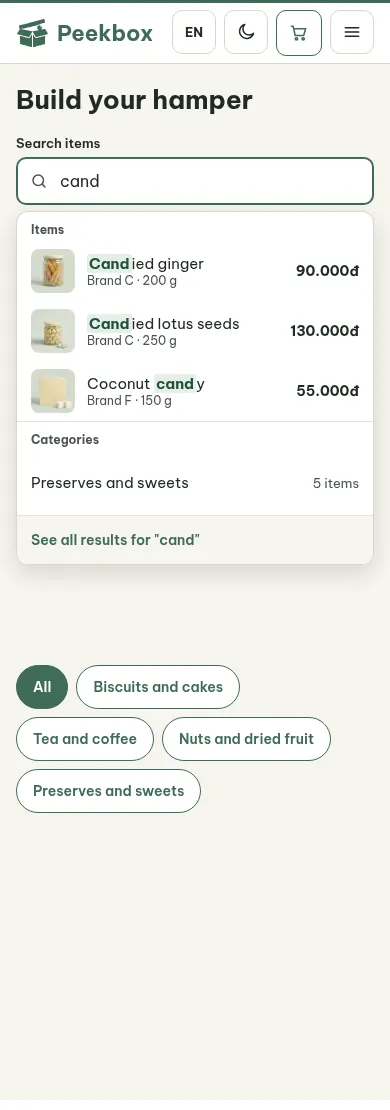 Peekbox EN
Build your hamper
Search items
cand
Items
Candied ginger 90.000đ
Brand C · 200 g
Candied lotus seeds 130.000đ
Brand C · 250 g
Coconut candy 55.000đ
Brand F · 150 g
Categories
Preserves and sweets 5 items
See all results for "cand"
All Biscuits and cakes
Tea and coffee Nuts and dried fruit
Preserves and sweets